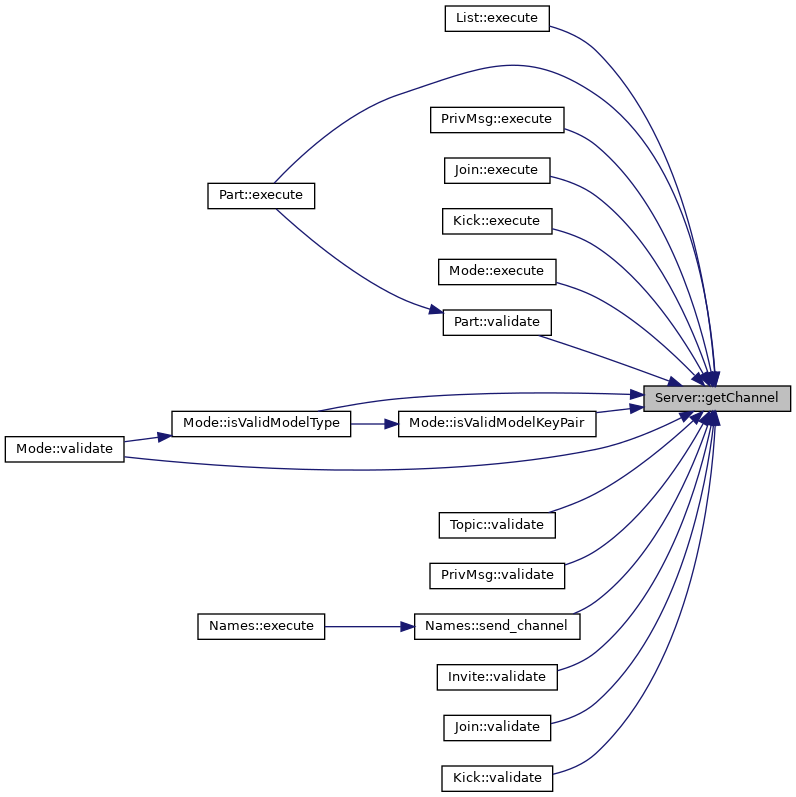 List::execute
PrivMsg::execute
Join::execute
Part::execute
Kick::execute
Mode::execute
Part::validate
Server::getChannel
Mode::isValidModelType
Mode::isValidModelKeyPair
Mode::validate
Topic::validate
PrivMsg::validate
Names::execute
Names::send_channel
Invite::validate
Join::validate
Kick::validate